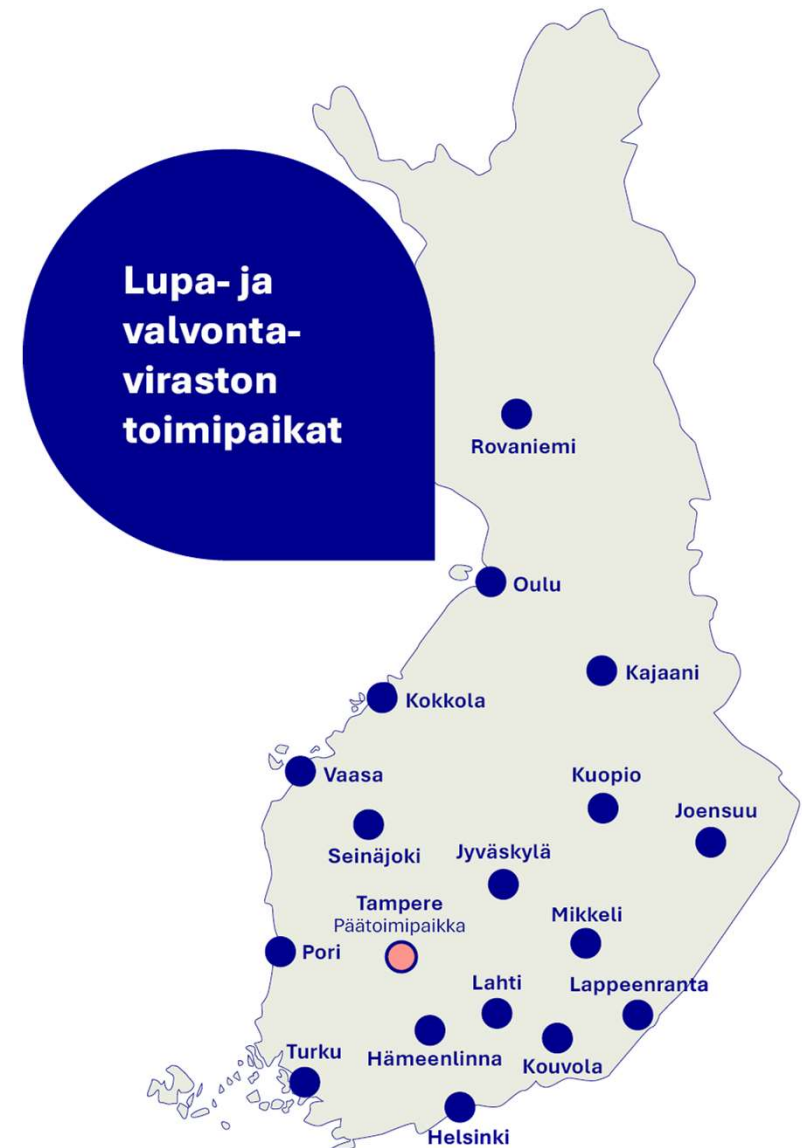 Lupa- ja
valvonta-
viraston
toimipaikat
Rovaniemi
Oulu
Kajaani
Kokkola
Vaasa
Kuopio
Joensuu
Seinäjoki
Jyväskylä
Tampere
Päätoimipaikka
Mikkeli
Pori
Lahti
Lappeenranta
Turku
Hämeenlinna
Kouvola
Helsinki